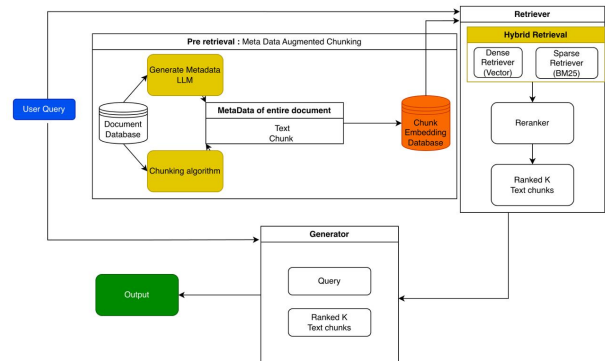 Retriever
Hybrid Retrieval
Dense
Retriever
(Vector)
Sparse
Retriever
(BM25)
Reranker
Ranked K
Text chunks
Pre retrieval : Meta Data Augmented Chunking
Generate Metadata
LLM
User Query
Document
Database
MetaData of entire document
Text
Chunk
Chunk
Embedding
Database
Chunking algorithm
Generator
Query
Ranked K
Text chunks
Output